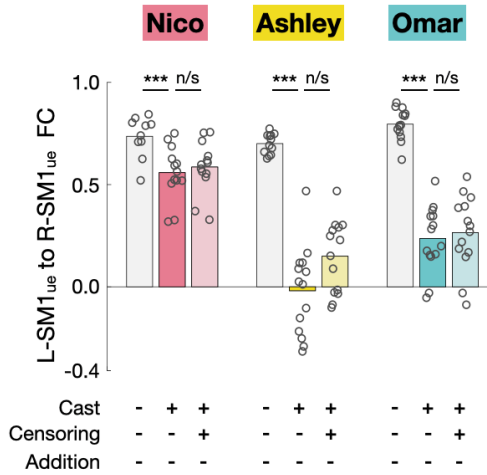 Nico Ashley Omar
*** n/s *** n/s *** n/s
1.0
0.5
0.0
-0.4
L-SM1ue to R-SM1ue FC
Cast - + + - + + - + +
Censoring - - + - - + - - +
Addition - - - - - - - - -